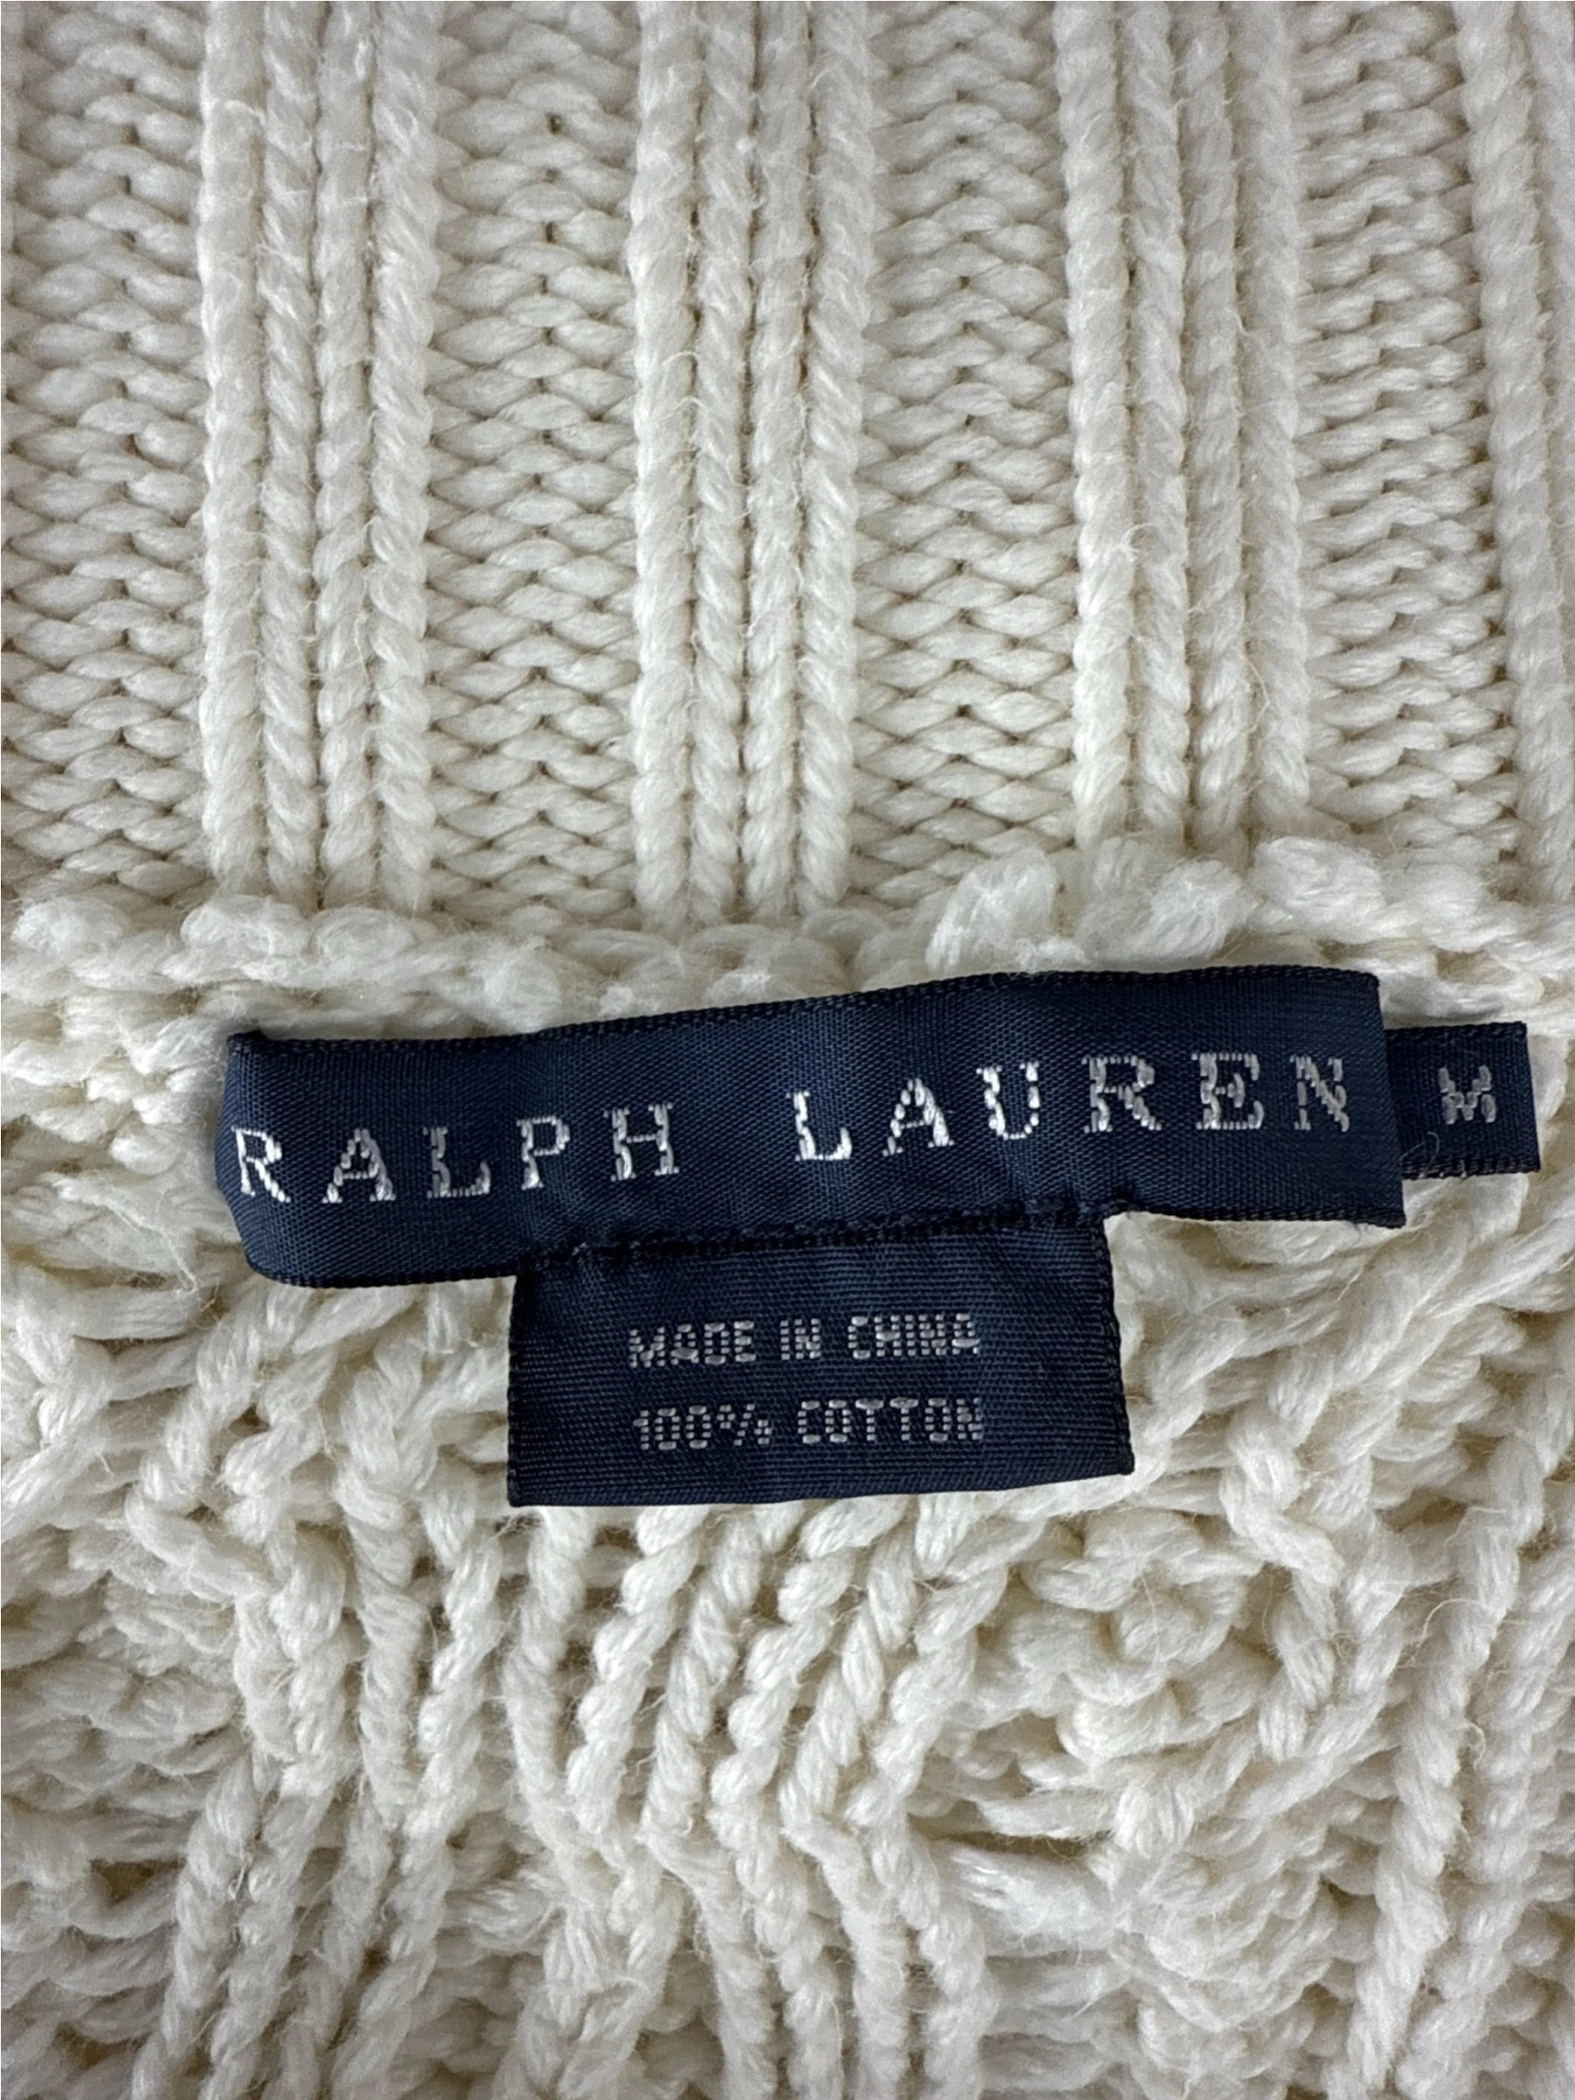 RALPH LAUREN
M
MADE IN CHINA
100% COTTON